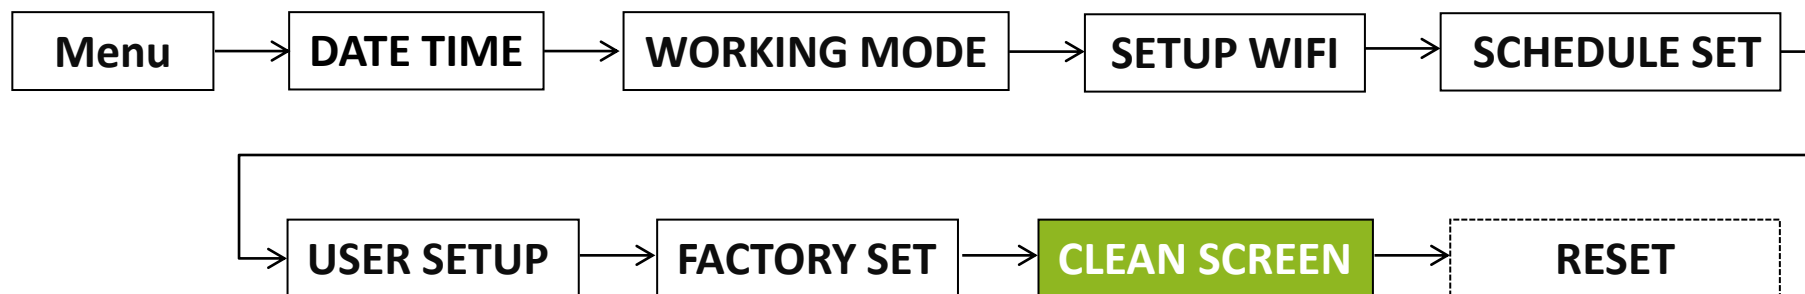 Menu DATE TIME WORKING MODE SETUP WIFI SCHEDULE SET
USER SETUP FACTORY SET CLEAN SCREEN RESET